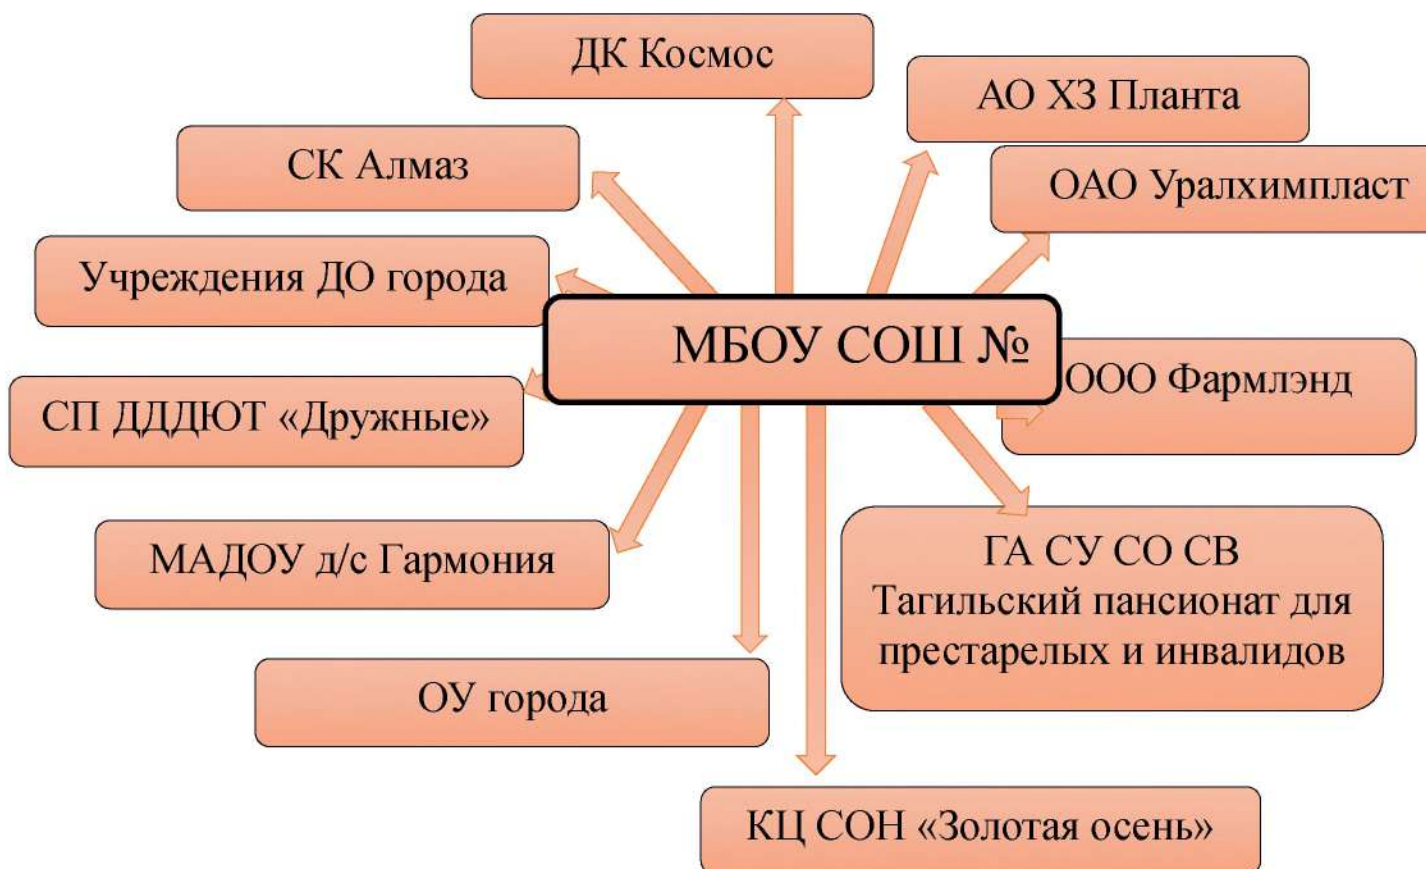 ДК Космос
АО ХЗ Планта
СК Алмаз
ОАО Уралхимпласт
Учреждения ДО города
МБОУ СОШ №
ООО Фармлэнд
СП ДДДЮТ «Дружные»
МАДОУ д/с Гармония
ГА СУ СО СВ
Тагильский пансионат для
престарелых и инвалидов
ОУ города
КЦ СОН «Золотая осень»